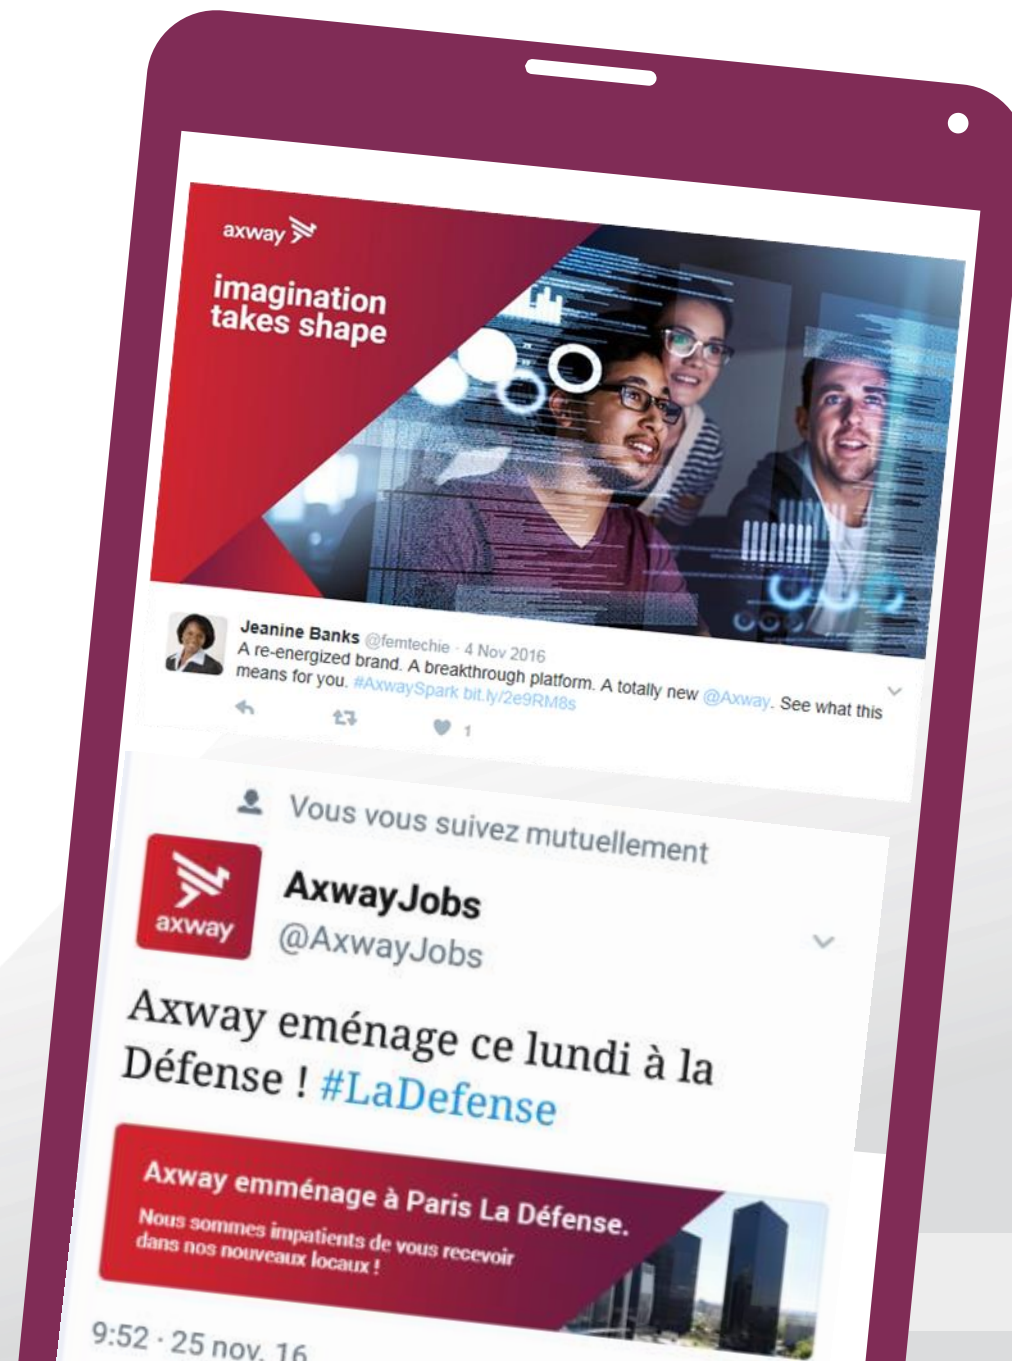 axway
imagination
takes shape
Jeanine Banks @femtechie · 4 Nov 2016
A re-energized brand. A breakthrough platform. A totally new @Axway. See what this
means for you. #AxwaySpark bit.ly/2e9RM8s
1
Vous vous suivez mutuellement
axway
AxwayJobs
@AxwayJobs
Axway eménage ce lundi à la
Défense ! #LaDefense
Axway emménage à Paris La Défense.
Nous sommes impatients de vous recevoir
dans nos nouveaux locaux !
9:52 · 25 nov. 16